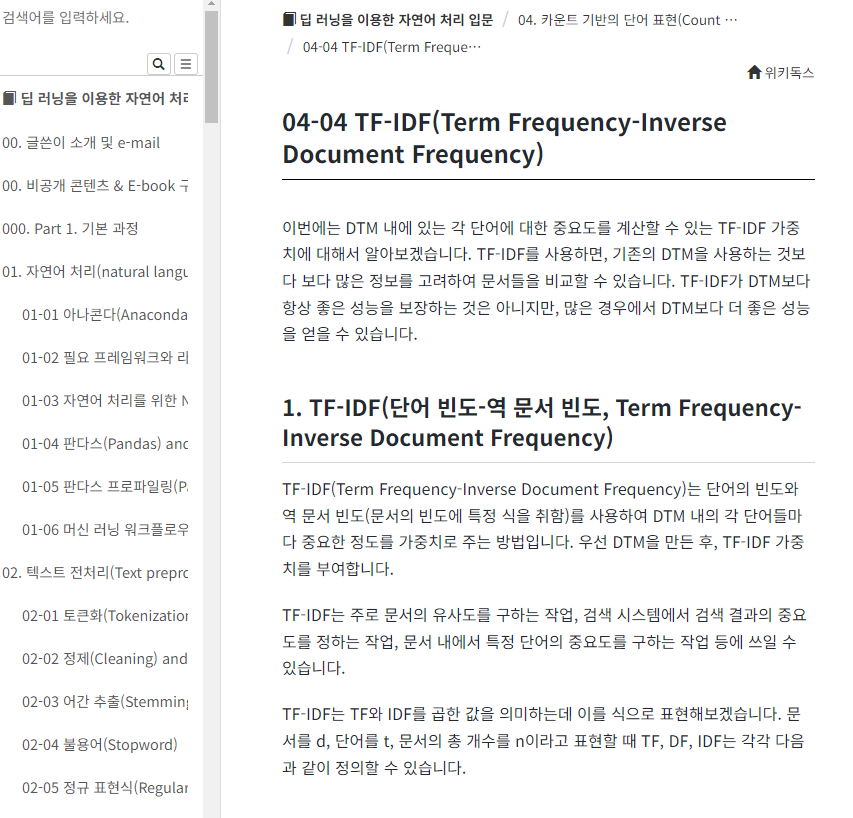 검색어를 입력하세요.
딥 러닝을 이용한 자연어 처리
00. 글쓴이 소개 및 e-mail
00. 비공개 콘텐츠 & E-book 구
000. Part 1. 기본 과정
01. 자연어 처리(natural langu
01-01 아나콘다(Anaconda
01-02 필요 프레임워크와 라
01-03 자연어 처리를 위한 N
01-04 판다스(Pandas) and
01-05 판다스 프로파일링(Pa
01-06 머신 러닝 워크플로우
02. 텍스트 전처리(Text prepro
02-01 토큰화(Tokenization
02-02 정제(Cleaning) and
02-03 어간 추출(Stemming
02-04 불용어(Stopword)
02-05 정규 표현식(Regular
딥 러닝을 이용한 자연어 처리 입문 / 04. 카운트 기반의 단어 표현(Count ⋯
/ 04-04 TF-IDF(Term Freque⋯
위키독스
04-04 TF-IDF(Term Frequency-Inverse
Document Frequency)
이번에는 DTM 내에 있는 각 단어에 대한 중요도를 계산할 수 있는 TF-IDF 가중
치에 대해서 알아보겠습니다. TF-IDF를 사용하면, 기존의 DTM을 사용하는 것보
다 보다 많은 정보를 고려하여 문서들을 비교할 수 있습니다. TF-IDF가 DTM보다
항상 좋은 성능을 보장하는 것은 아니지만, 많은 경우에서 DTM보다 더 좋은 성능
을 얻을 수 있습니다.
1. TF-IDF(단어 빈도-역 문서 빈도, Term Frequency-
Inverse Document Frequency)
TF-IDF(Term Frequency-Inverse Document Frequency)는 단어의 빈도와
역 문서 빈도(문서의 빈도에 특정 식을 취함)를 사용하여 DTM 내의 각 단어들마
다 중요한 정도를 가중치로 주는 방법입니다. 우선 DTM을 만든 후, TF-IDF 가중
치를 부여합니다.
TF-IDF는 주로 문서의 유사도를 구하는 작업, 검색 시스템에서 검색 결과의 중요
도를 정하는 작업, 문서 내에서 특정 단어의 중요도를 구하는 작업 등에 쓰일 수
있습니다.
TF-IDF는 TF와 IDF를 곱한 값을 의미하는데 이를 식으로 표현해보겠습니다. 문
서를 d, 단어를 t, 문서의 총 개수를 n이라고 표현할 때 TF, DF, IDF는 각각 다음
과 같이 정의할 수 있습니다.